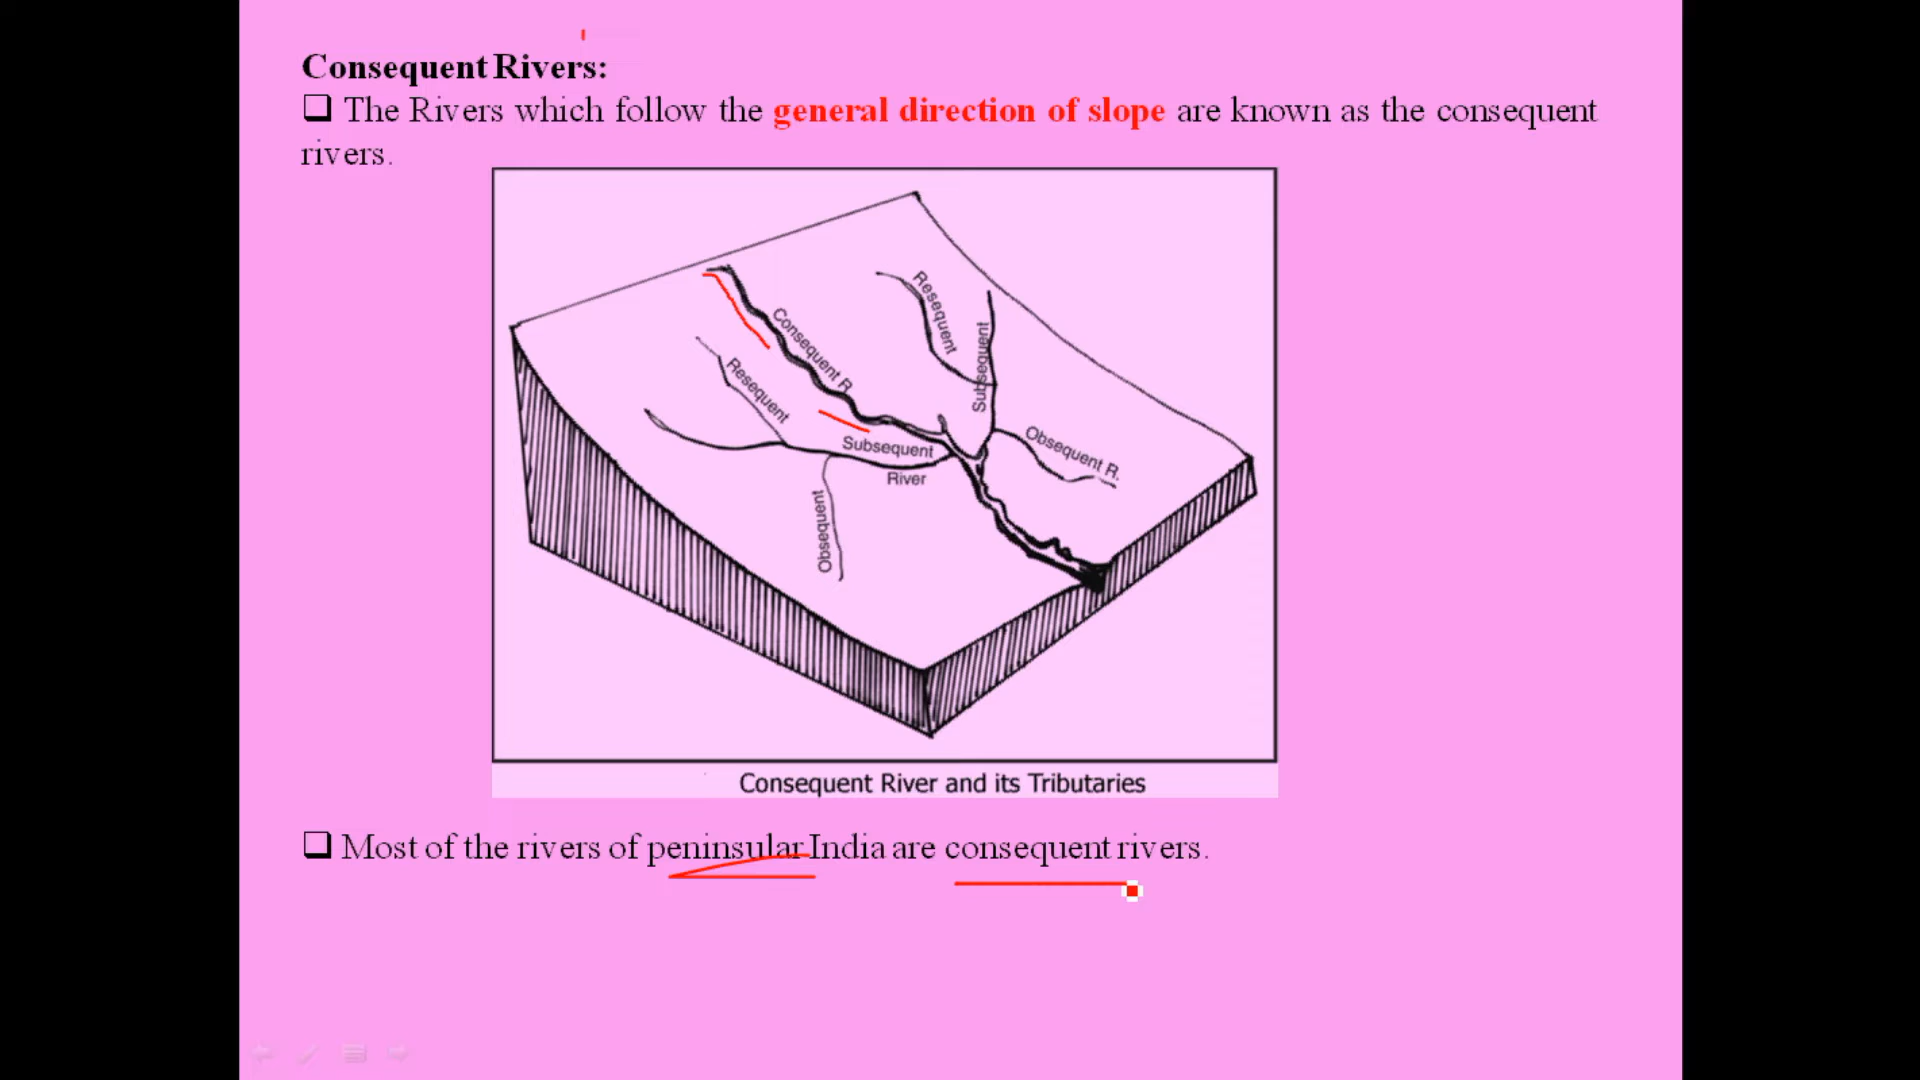 Consequent Rivers:
The Rivers which follow the general direction of slope are known as the consequent
rivers.
Resequent
Subsequent
Consequent R.
Resequent
Obsequent R.
Subsequent
River
Obsequent
Consequent River and its Tributaries
Most of the rivers of peninsular India are consequent rivers.